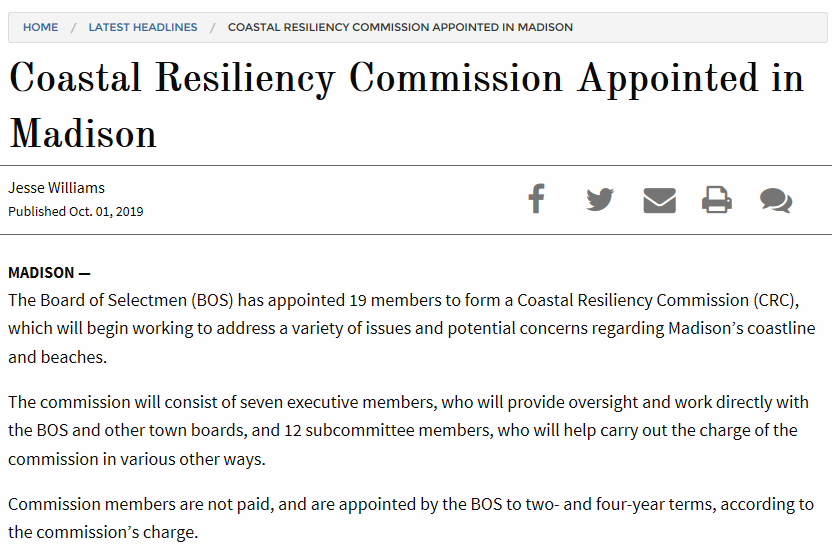 HOME / LATEST HEADLINES / COASTAL RESILIENCY COMMISSION APPOINTED IN MADISON
Coastal Resiliency Commission Appointed in
Madison
Jesse Williams
Published Oct. 01, 2019
MADISON —
The Board of Selectmen (BOS) has appointed 19 members to form a Coastal Resiliency Commission (CRC),
which will begin working to address a variety of issues and potential concerns regarding Madison’s coastline
and beaches.
The commission will consist of seven executive members, who will provide oversight and work directly with
the BOS and other town boards, and 12 subcommittee members, who will help carry out the charge of the
commission in various other ways.
Commission members are not paid, and are appointed by the BOS to two- and four-year terms, according to
the commission’s charge.